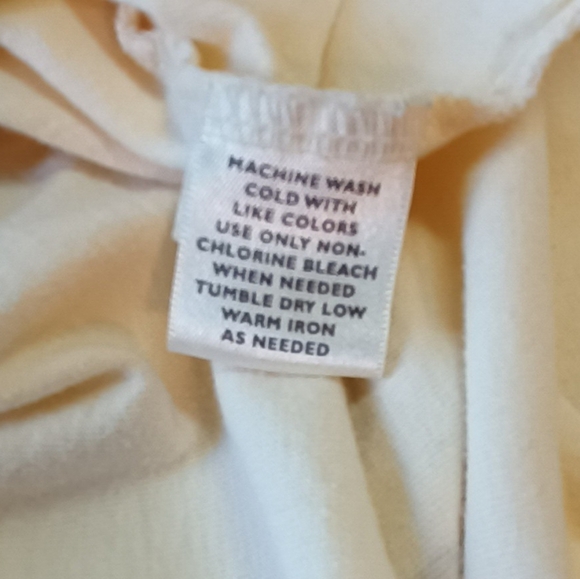 MACHINE WASH
COLD WITH
LIKE COLORS
USE ONLY NON-
CHLORINE BLEACH
WHEN NEEDED
TUMBLE DRY LOW
WARM IRON
AS NEEDED